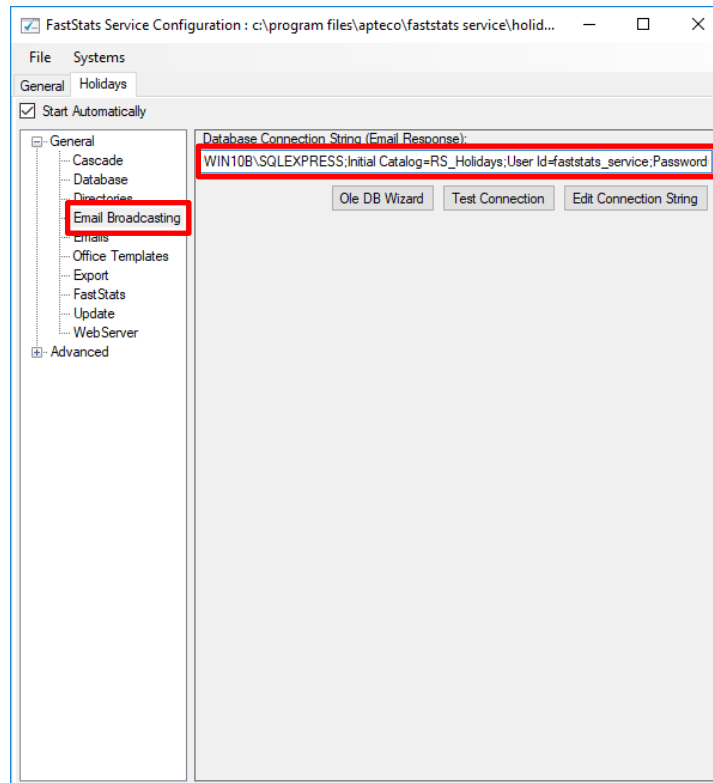 FastStats Service Configuration : c:\program files\apteco\faststats service\holid...
File Systems
General Holidays
Start Automatically
General
Cascade
Database
Directories
Email Broadcasting
Emails
Office Templates
Export
FastStats
Update
WebServer
Advanced
Database Connection String (Email Response):
WIN10B\SQLEXPRESS;Initial Catalog=RS_Holidays;User Id=faststats_service;Password
Ole DB Wizard Test Connection Edit Connection String